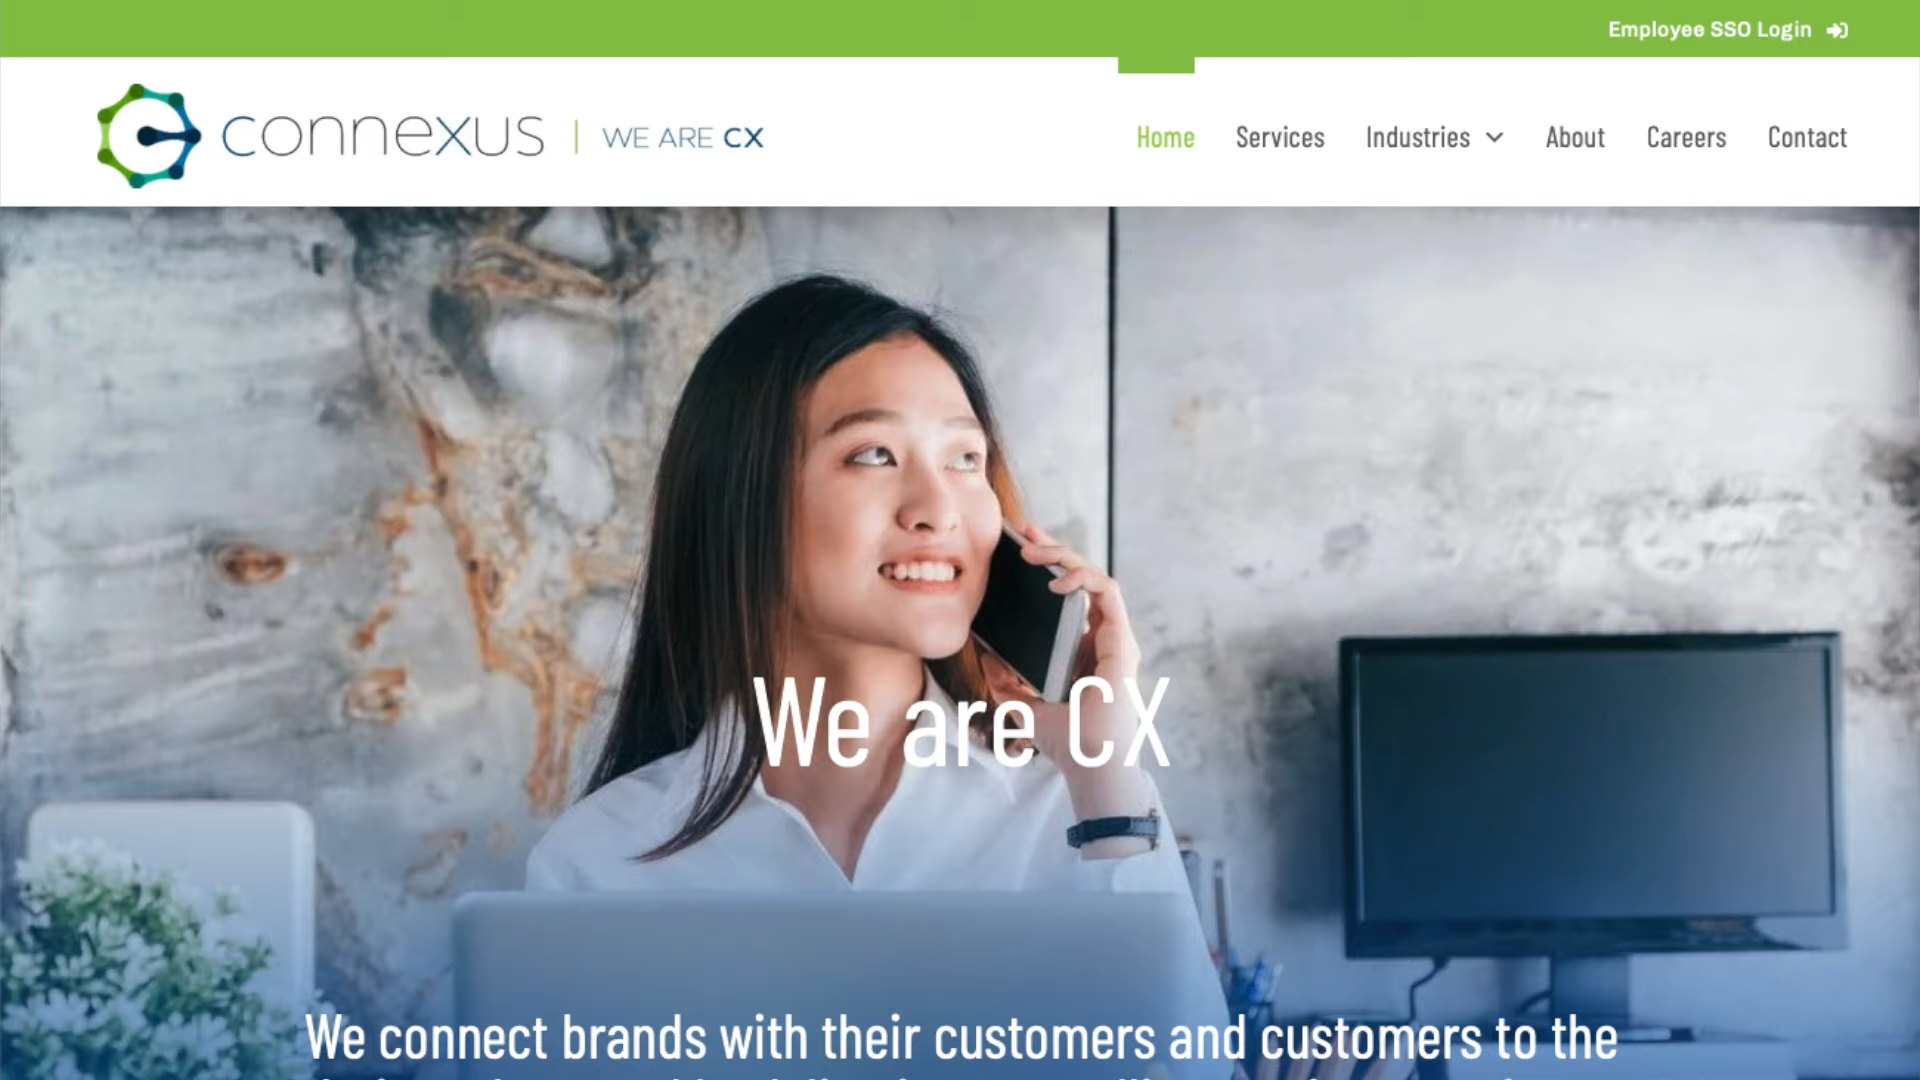 Employee SSO Login
connexus | WE ARE CX
Home Services Industries About Careers Contact
We are CX
We connect brands with their customers and customers to the